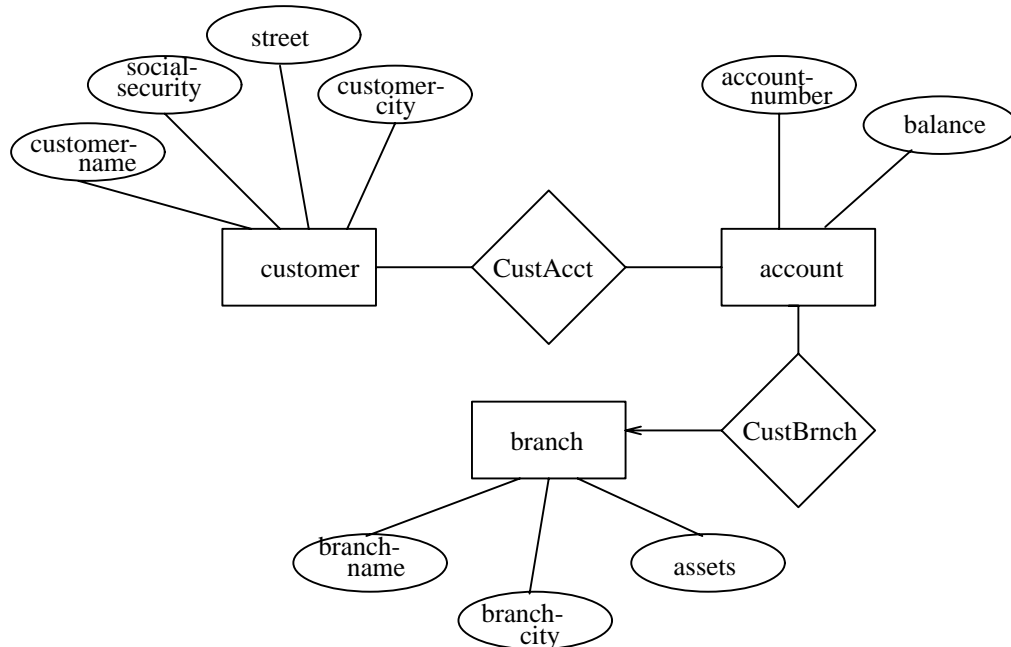 street
social-
security
customer-
city
customer-
name
account-
number
balance
customer
CustAcct
account
branch
CustBrnch
branch-
name
assets
branch-
city